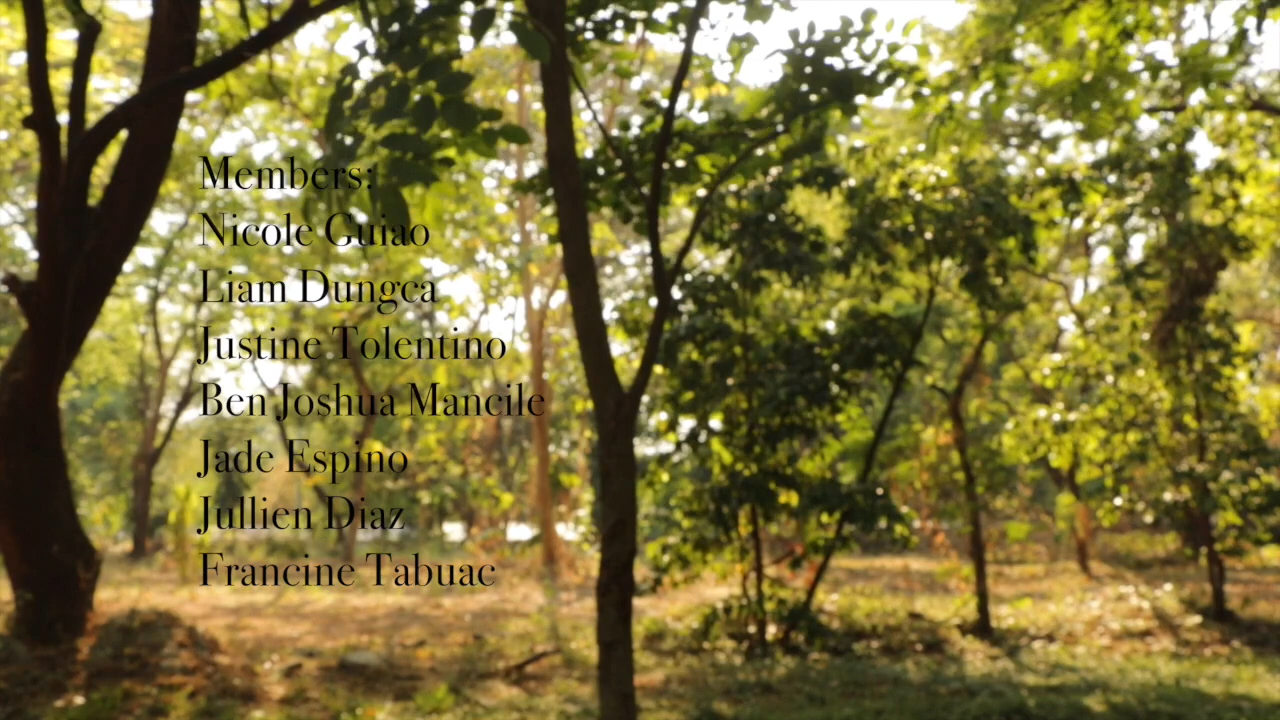 Members:
Nicole Guiao
Liam Dungca
Justine Tolentino
Ben Joshua Mancile
Jade Espino
Jullien Diaz
Francine Tabuac